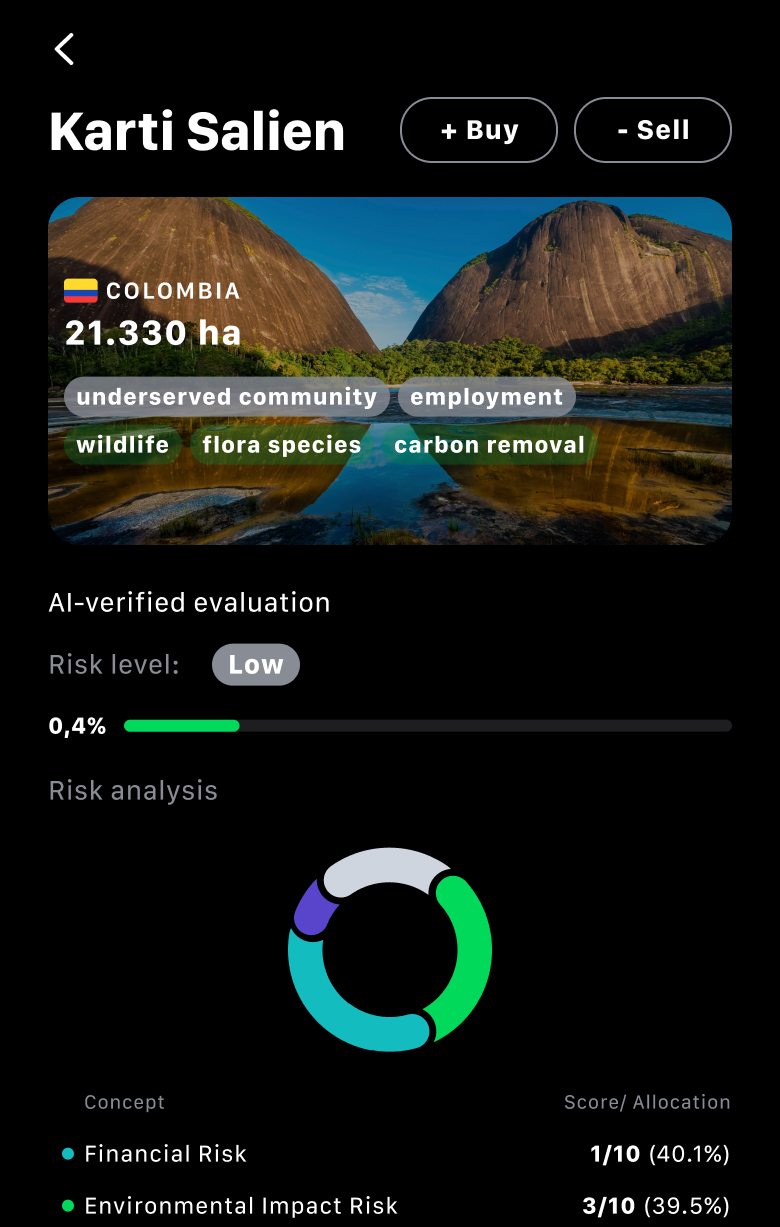 Karti Salien
+ Buy
- Sell
COLOMBIA
21.330 ha
underserved community employment
wildlife flora species carbon removal
AI-verified evaluation
Risk level: Low
0,4%
Risk analysis
Concept Score/ Allocation
Financial Risk 1/10 (40.1%)
Environmental Impact Risk 3/10 (39.5%)